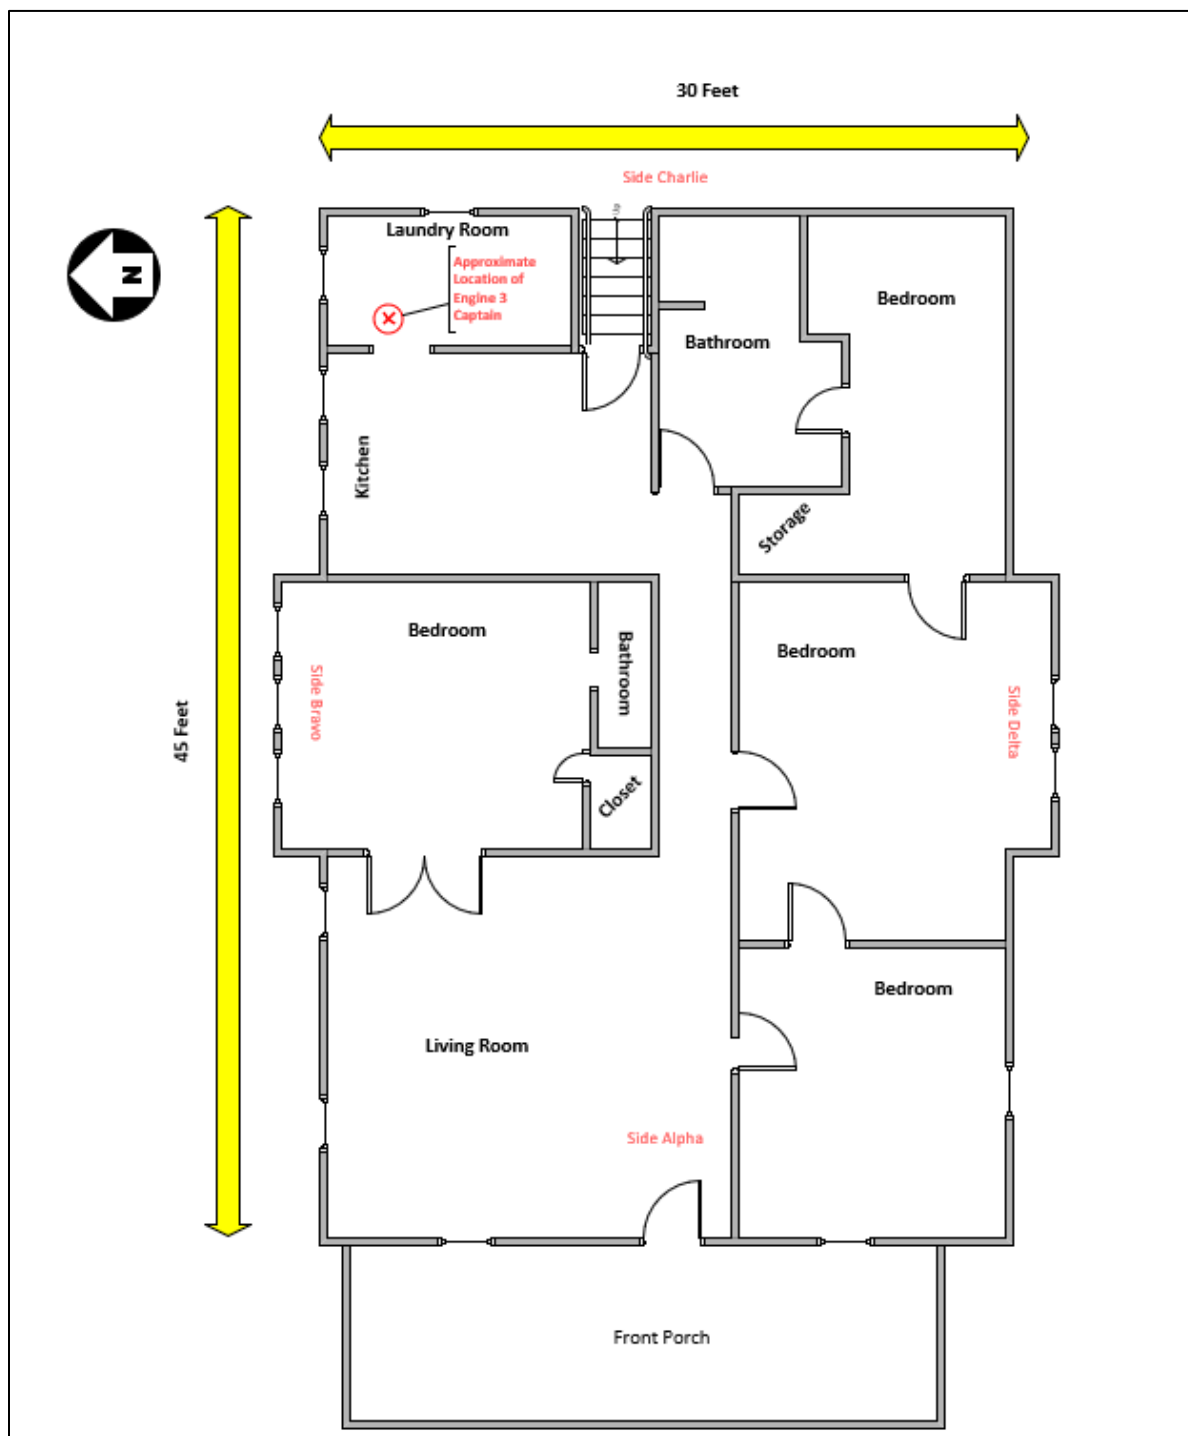 30 Feet
Side Charlie
Up
Laundry Room
Approximate
Location of
Engine 3
Captain
N
Bedroom
Bathroom
Kitchen
Storage
Bedroom
Bathroom
Bedroom
Side Bravo
Side Delta
45 Feet
Closet
Bedroom
Living Room
Side Alpha
Front Porch